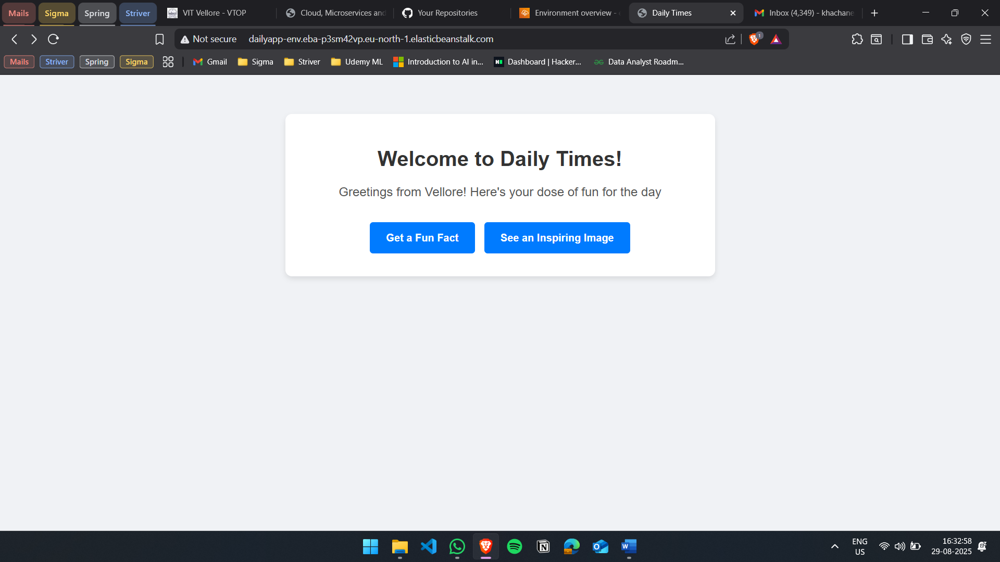 Mails
Sigma
Spring
Striver
VIT Vellore - VTOP
Cloud, Microservices and
Your Repositories
Environment overview -
Daily Times
Inbox (4,349) - khachane
Not secure
dailyapp-env.eba-p3sm42vp.eu-north-1.elasticbeanstalk.com
1
Mails
Striver
Spring
Sigma
Gmail
Sigma
Striver
Udemy ML
Introduction to AI in...
Dashboard | Hacker...
Data Analyst Roadm...
Welcome to Daily Times!
Greetings from Vellore! Here's your dose of fun for the day
Get a Fun Fact
See an Inspiring Image
ENG
US
16:32:58
29-08-2025